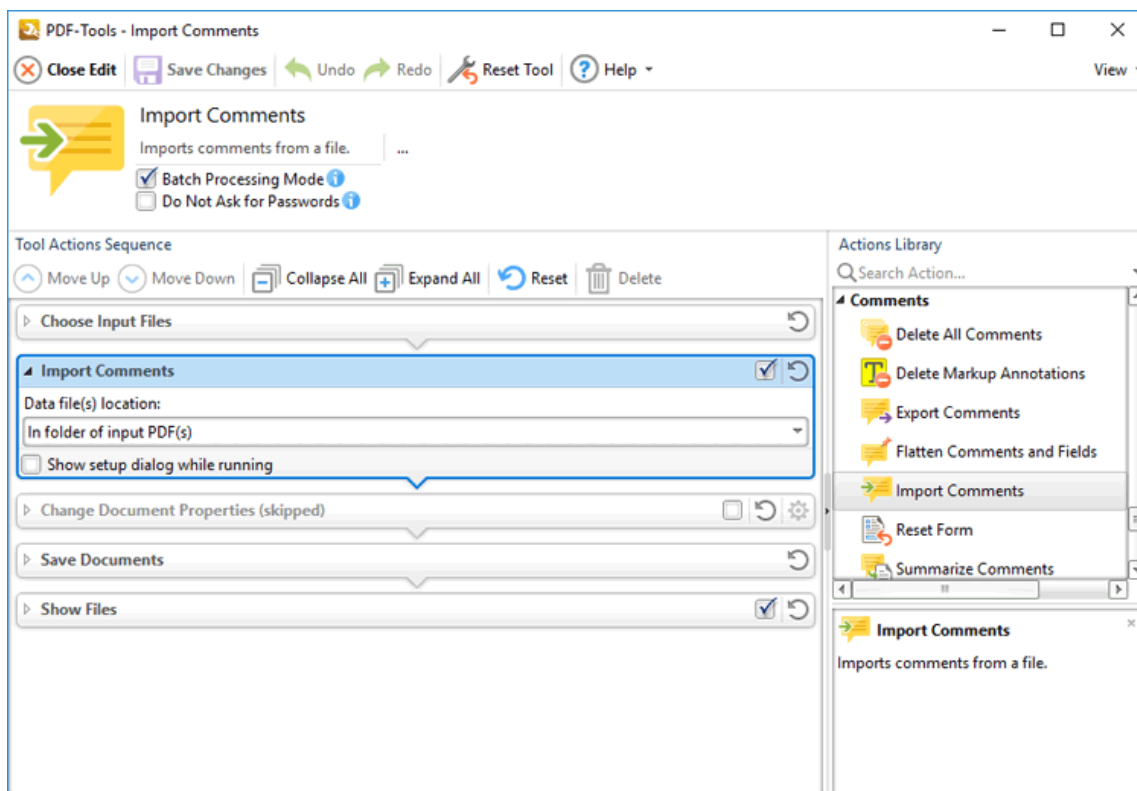 PDF-Tools - Import Comments
Close Edit Save Changes Undo Redo Reset Tool ? Help View
Import Comments
Imports comments from a file. ...
Batch Processing Mode i
Do Not Ask for Passwords i
Tool Actions Sequence
Move Up Move Down Collapse All Expand All Reset Delete
Choose Input Files
Import Comments
Data file(s) location:
In folder of input PDF(s)
Show setup dialog while running
Change Document Properties (skipped)
Save Documents
Show Files
Actions Library
Search Action...
Comments
Delete All Comments
T Delete Markup Annotations
Export Comments
Flatten Comments and Fields
Import Comments
Reset Form
Summarize Comments
Import Comments
Imports comments from a file.